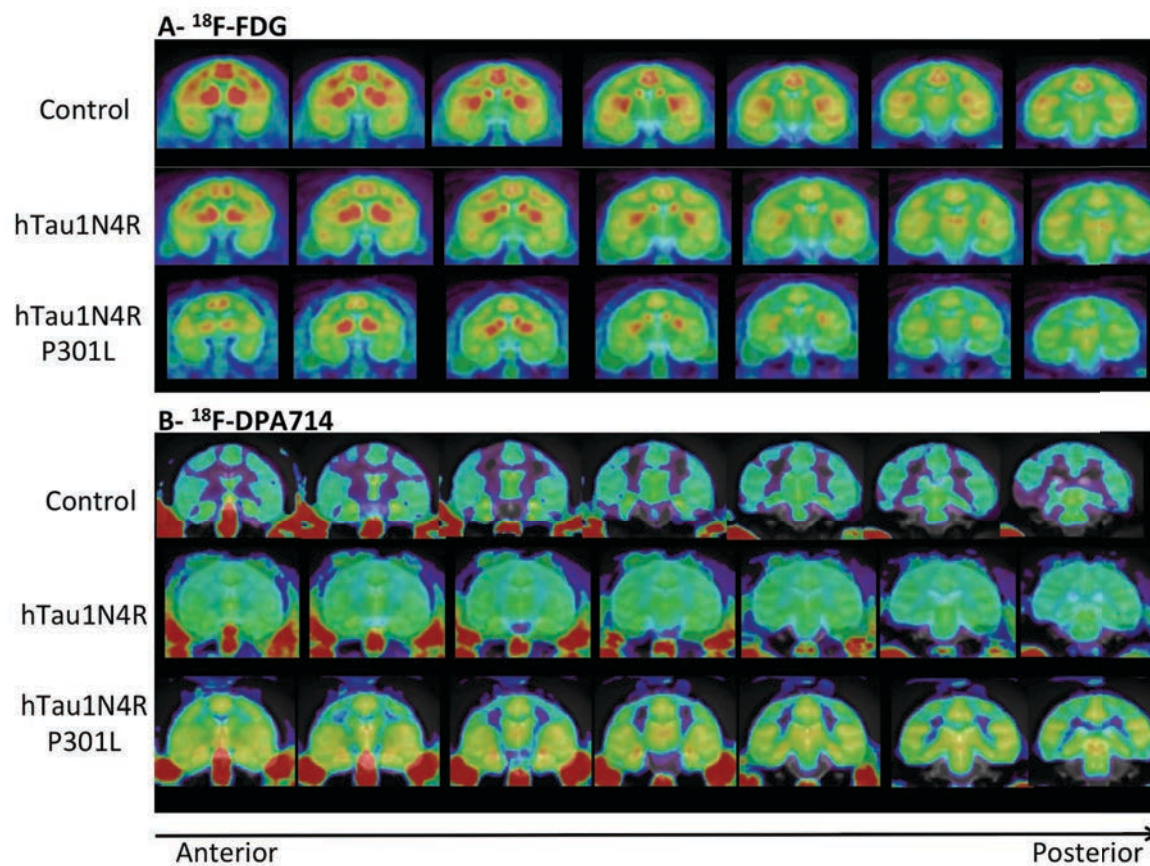 A- ¹⁸F-FDG
Control
hTau1N4R
hTau1N4R
P301L
B- ¹⁸F-DPA714
Control
hTau1N4R
hTau1N4R
P301L
Anterior
Posterior